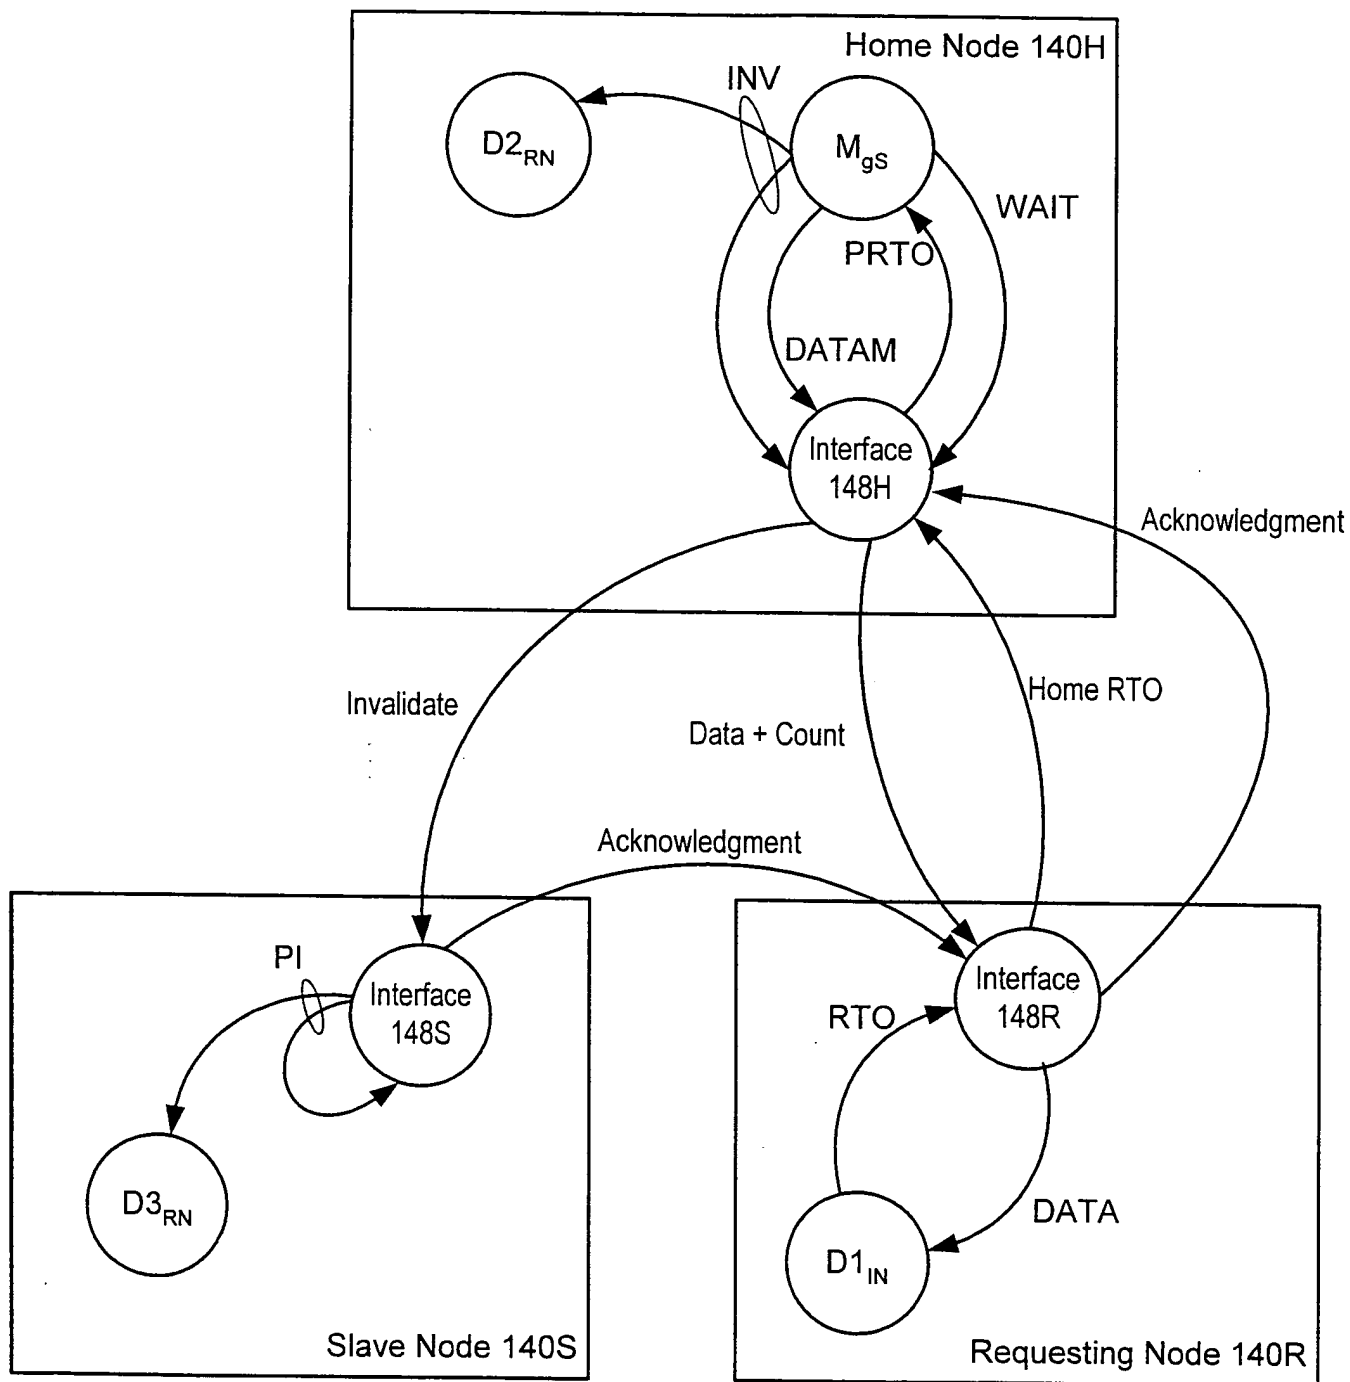 Home Node 140H
INV
D2RN
MgS
WAIT
PRTO
DATAM
Interface
148H
Acknowledgment
Invalidate
Home RTO
Data + Count
Acknowledgment
PI
Interface
148S
Interface
148R
RTO
D3RN
DATA
D1IN
Slave Node 140S
Requesting Node 140R